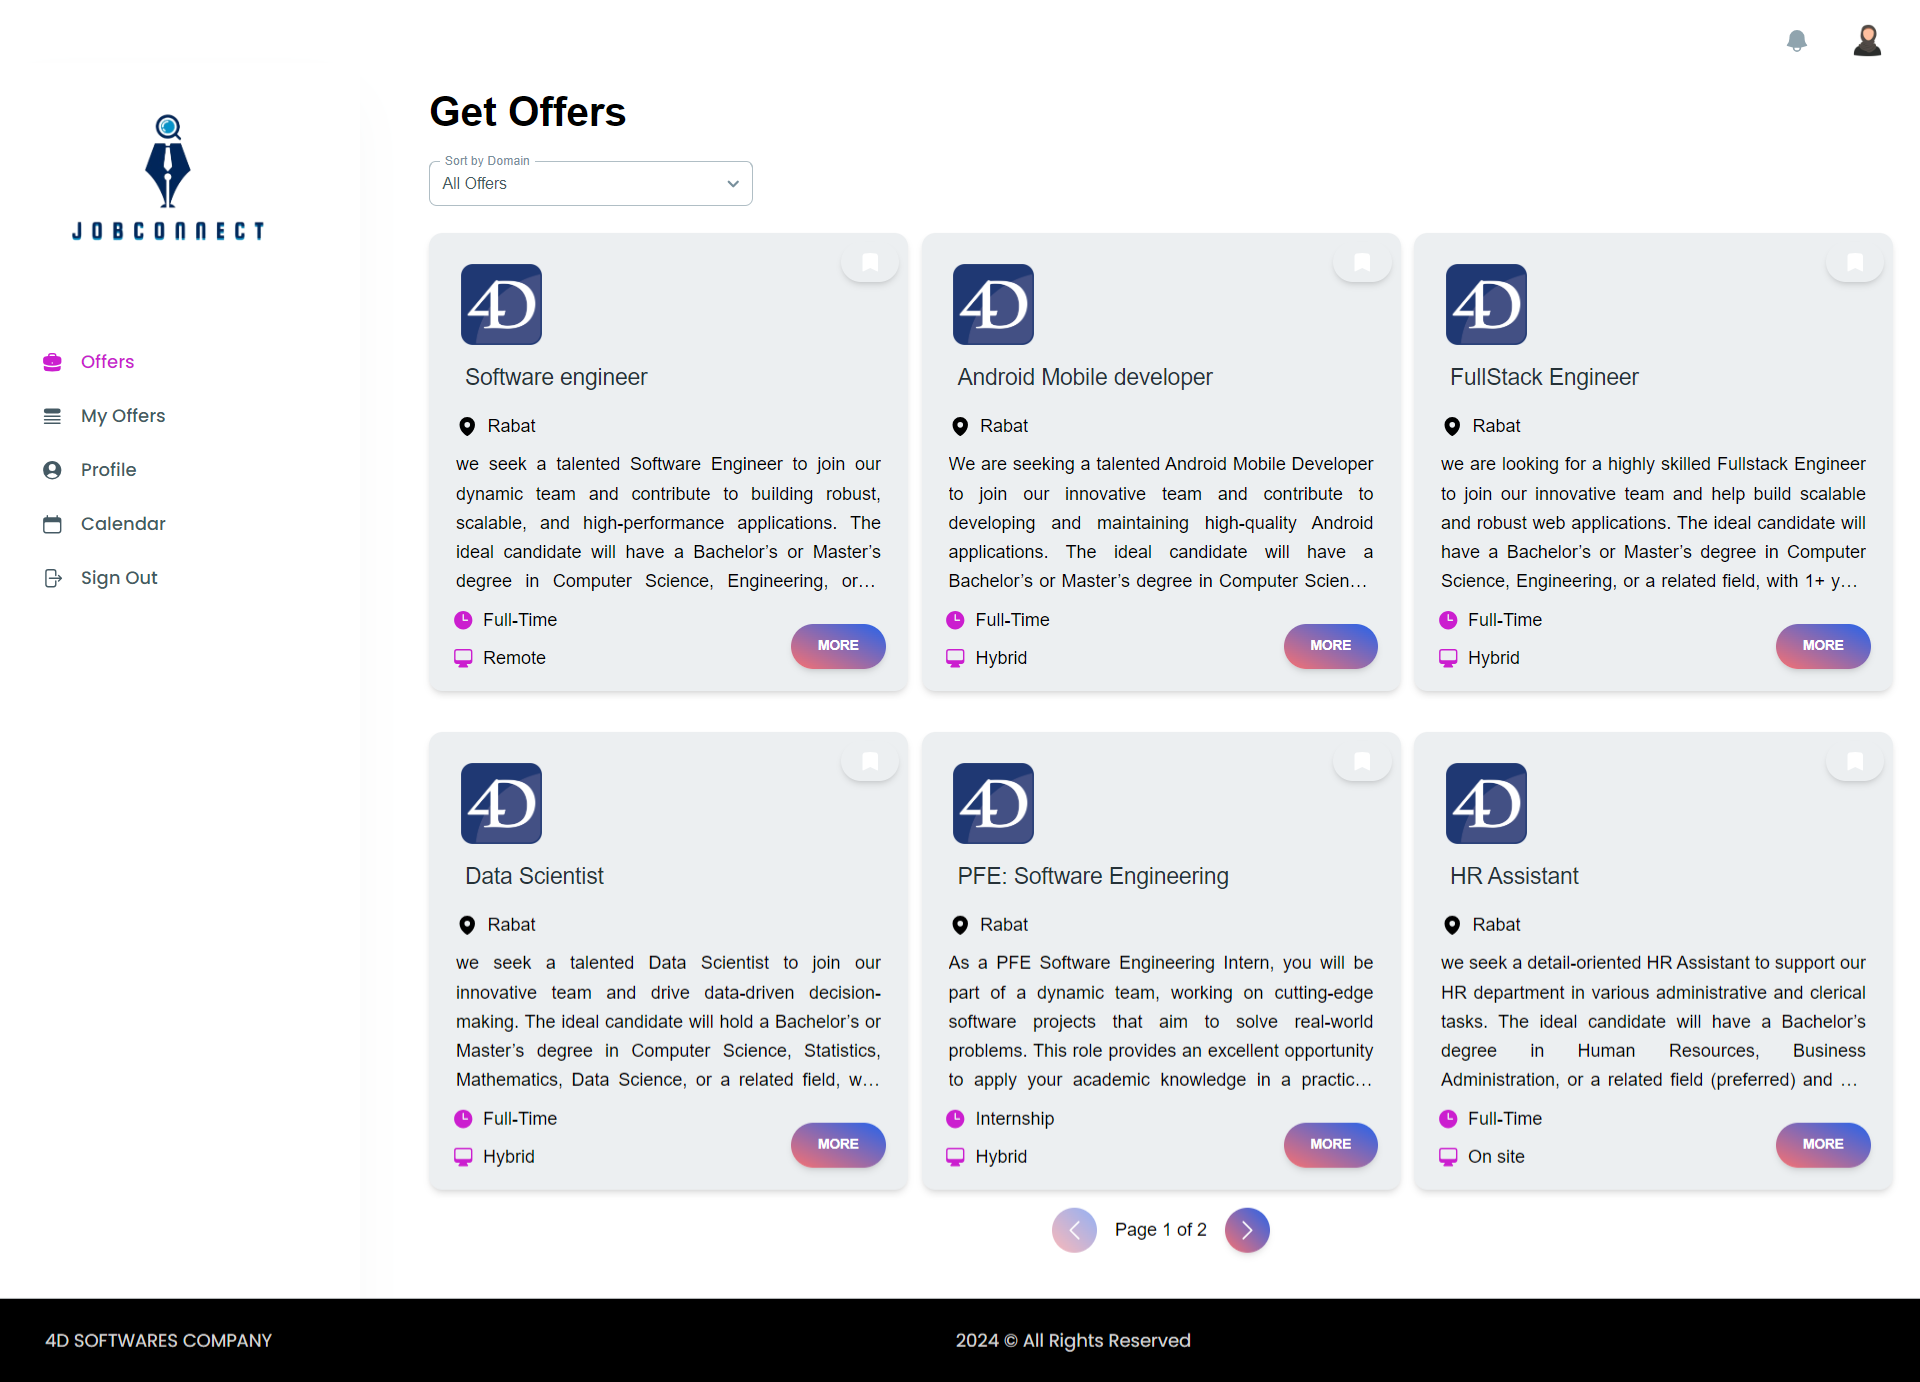 JOBCONNECT
Offers
My Offers
Profile
Calendar
Sign Out
Get Offers
Sort by Domain
All Offers
4D
Software engineer
Rabat
we seek a talented Software Engineer to join our
dynamic team and contribute to building robust,
scalable, and high-performance applications. The
ideal candidate will have a Bachelor’s or Master’s
degree in Computer Science, Engineering, or…
Full-Time
Remote
MORE
4D
Android Mobile developer
Rabat
We are seeking a talented Android Mobile Developer
to join our innovative team and contribute to
developing and maintaining high-quality Android
applications. The ideal candidate will have a
Bachelor’s or Master’s degree in Computer Scien…
Full-Time
Hybrid
MORE
4D
FullStack Engineer
Rabat
we are looking for a highly skilled Fullstack Engineer
to join our innovative team and help build scalable
and robust web applications. The ideal candidate will
have a Bachelor’s or Master’s degree in Computer
Science, Engineering, or a related field, with 1+ y…
Full-Time
Hybrid
MORE
4D
Data Scientist
Rabat
we seek a talented Data Scientist to join our
innovative team and drive data-driven decision-
making. The ideal candidate will hold a Bachelor’s or
Master’s degree in Computer Science, Statistics,
Mathematics, Data Science, or a related field, w…
Full-Time
Hybrid
MORE
4D
PFE: Software Engineering
Rabat
As a PFE Software Engineering Intern, you will be
part of a dynamic team, working on cutting-edge
software projects that aim to solve real-world
problems. This role provides an excellent opportunity
to apply your academic knowledge in a practic…
Internship
Hybrid
MORE
4D
HR Assistant
Rabat
we seek a detail-oriented HR Assistant to support our
HR department in various administrative and clerical
tasks. The ideal candidate will have a Bachelor’s
degree in Human Resources, Business
Administration, or a related field (preferred) and …
Full-Time
On site
MORE
Page 1 of 2
4D SOFTWARES COMPANY
2024 © All Rights Reserved